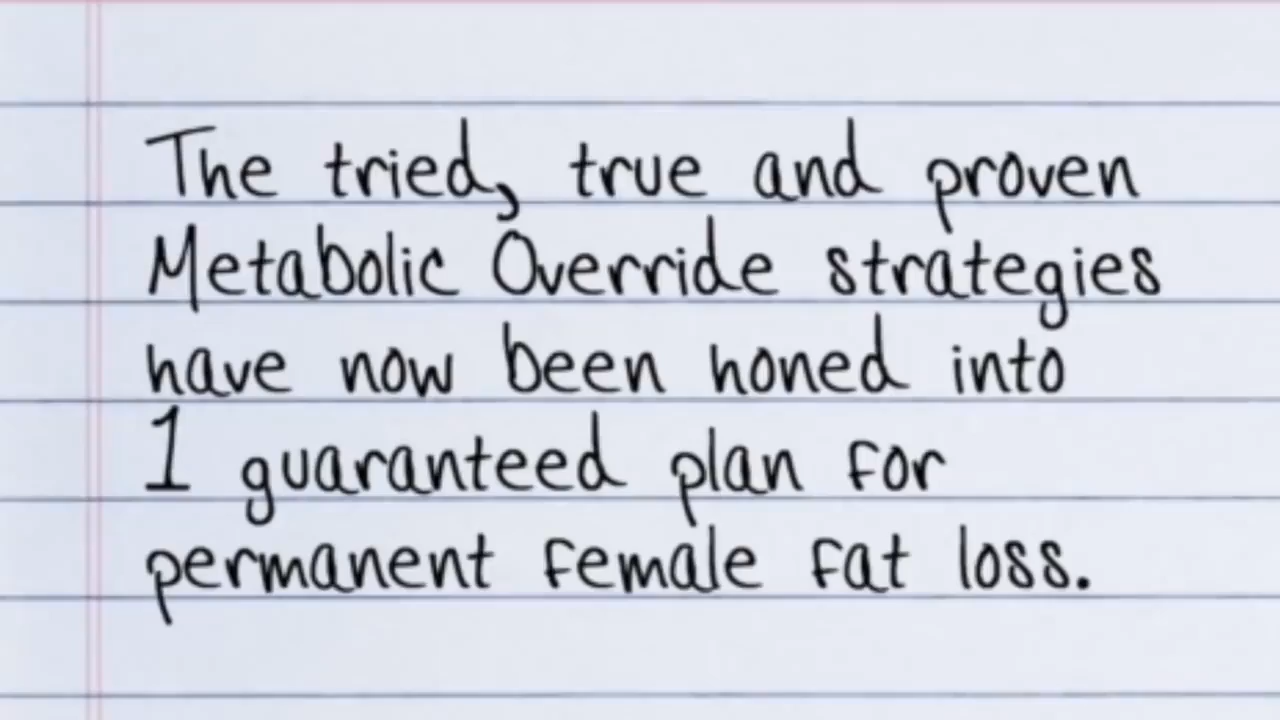 The tried, true and proven
Metabolic Override strategies
have now been honed into
1 guaranteed plan for
permanent female fat loss.